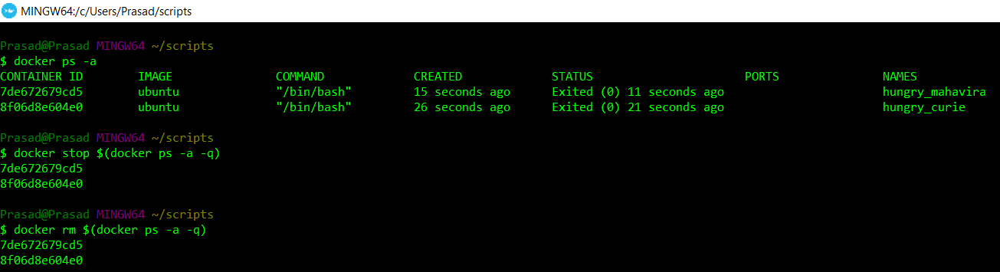 MINGW64:/c/Users/Prasad/scripts
Prasad@Prasad MINGW64 ~/scripts
$ docker ps -a
CONTAINER ID IMAGE COMMAND CREATED STATUS PORTS NAMES
7de672679cd5 ubuntu "/bin/bash" 15 seconds ago Exited (0) 11 seconds ago hungry_mahavira
8f06d8e604e0 ubuntu "/bin/bash" 26 seconds ago Exited (0) 21 seconds ago hungry_curie
Prasad@Prasad MINGW64 ~/scripts
$ docker stop $(docker ps -a -q)
7de672679cd5
8f06d8e604e0
Prasad@Prasad MINGW64 ~/scripts
$ docker rm $(docker ps -a -q)
7de672679cd5
8f06d8e604e0